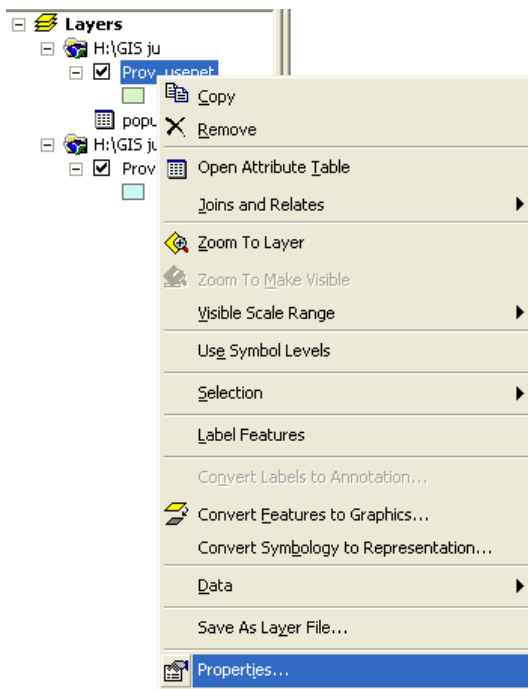 Layers
H:\GIS ju
Prov_usepet
popu
H:\GIS ju
Prov
Copy
Remove
Open Attribute Table
Joins and Relates
Zoom To Layer
Zoom To Make Visible
Visible Scale Range
Use Symbol Levels
Selection
Label Features
Convert Labels to Annotation...
Convert Features to Graphics...
Convert Symbology to Representation...
Data
Save As Layer File...
Properties...